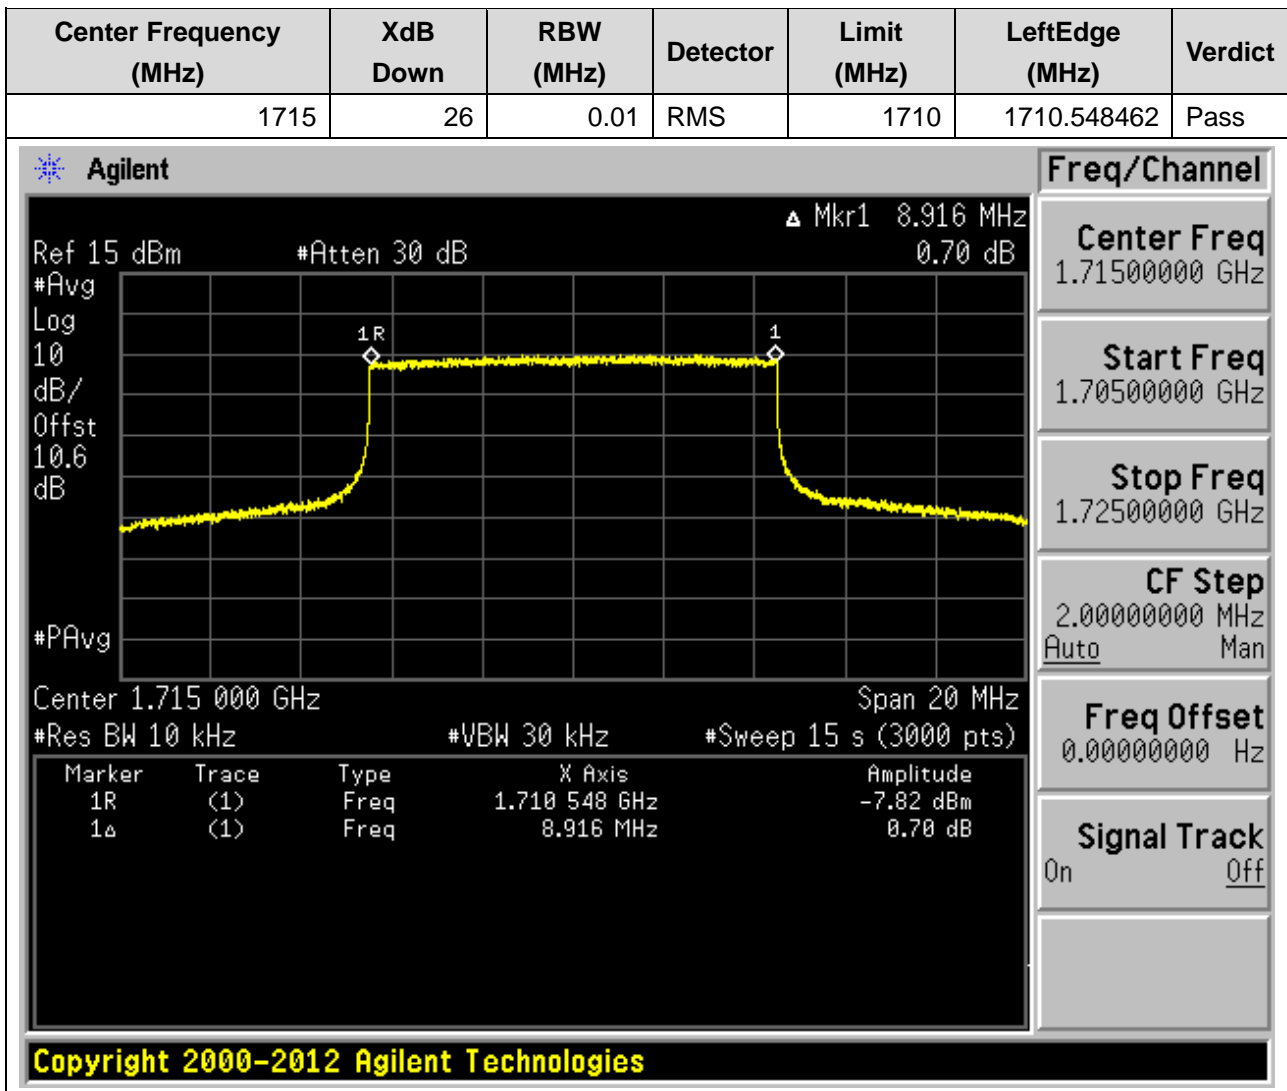 Center Frequency (MHz) XdB Down RBW (MHz) Detector Limit (MHz) LeftEdge (MHz) Verdict
1715 26 0.01 RMS 1710 1710.548462 Pass
Agilent Freq/Channel
Δ Mkr1 8.916 MHz
Ref 15 dBm #Atten 30 dB 0.70 dB
#Avg
Log
10
dB/
Offst
10.6
dB
1R 1
#PAvg
Center 1.715 000 GHz Span 20 MHz
#Res BW 10 kHz #VBW 30 kHz #Sweep 15 s (3000 pts)
Marker Trace Type X Axis Amplitude
1R (1) Freq 1.710 548 GHz -7.82 dBm
1Δ (1) Freq 8.916 MHz 0.70 dB
Center Freq
1.71500000 GHz
Start Freq
1.70500000 GHz
Stop Freq
1.72500000 GHz
CF Step
2.00000000 MHz
Auto Man
Freq Offset
0.00000000 Hz
Signal Track
On Off
Copyright 2000-2012 Agilent Technologies